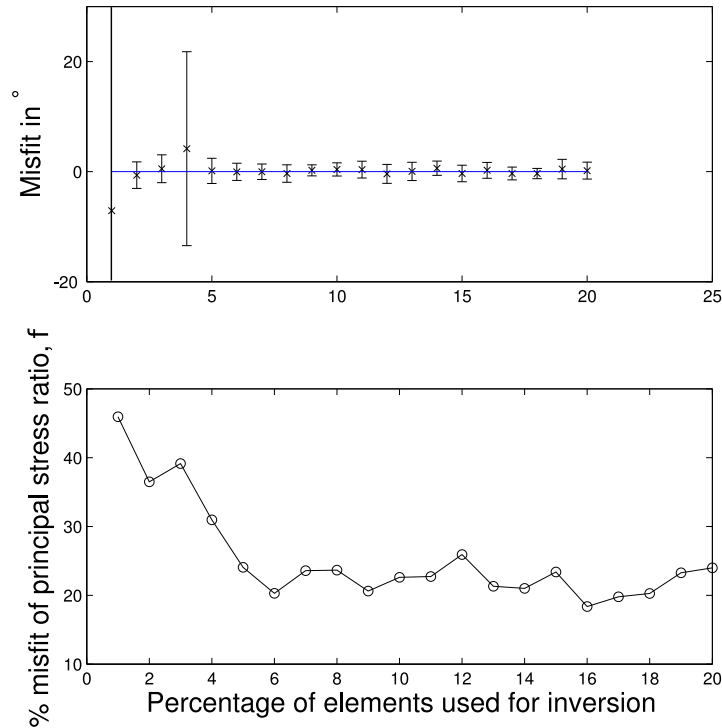 20
0
-20
Misfit in °
0 5 10 15 20 25
50
40
30
20
10
% misfit of principal stress ratio, f
0 2 4 6 8 10 12 14 16 18 20
Percentage of elements used for inversion